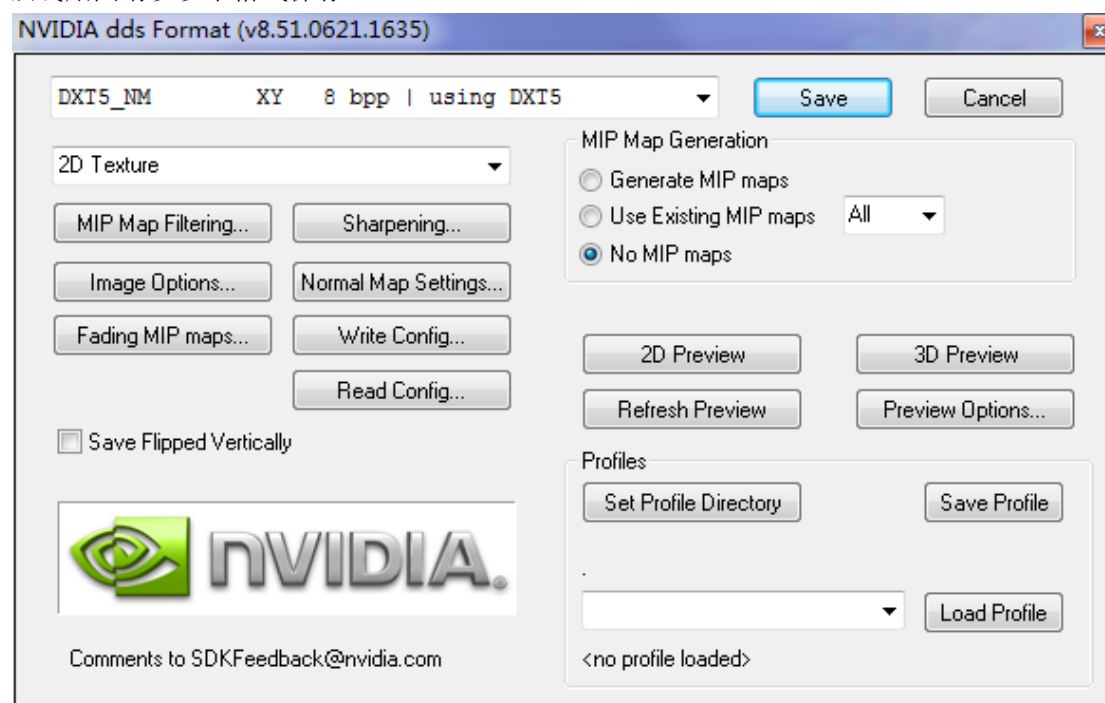 NVIDIA dds Format (v8.51.0621.1635)
DXT5_NM XY 8 bpp | using DXT5
Save
Cancel
2D Texture
MIP Map Generation
Generate MIP maps
Use Existing MIP maps
All
No MIP maps
MIP Map Filtering...
Sharpening...
Image Options...
Normal Map Settings...
Fading MIP maps...
Write Config...
Read Config...
2D Preview
3D Preview
Refresh Preview
Preview Options...
Save Flipped Vertically
Profiles
Set Profile Directory
Save Profile
.
Load Profile
<no profile loaded>
NVIDIA.
Comments to SDKFeedback@nvidia.com